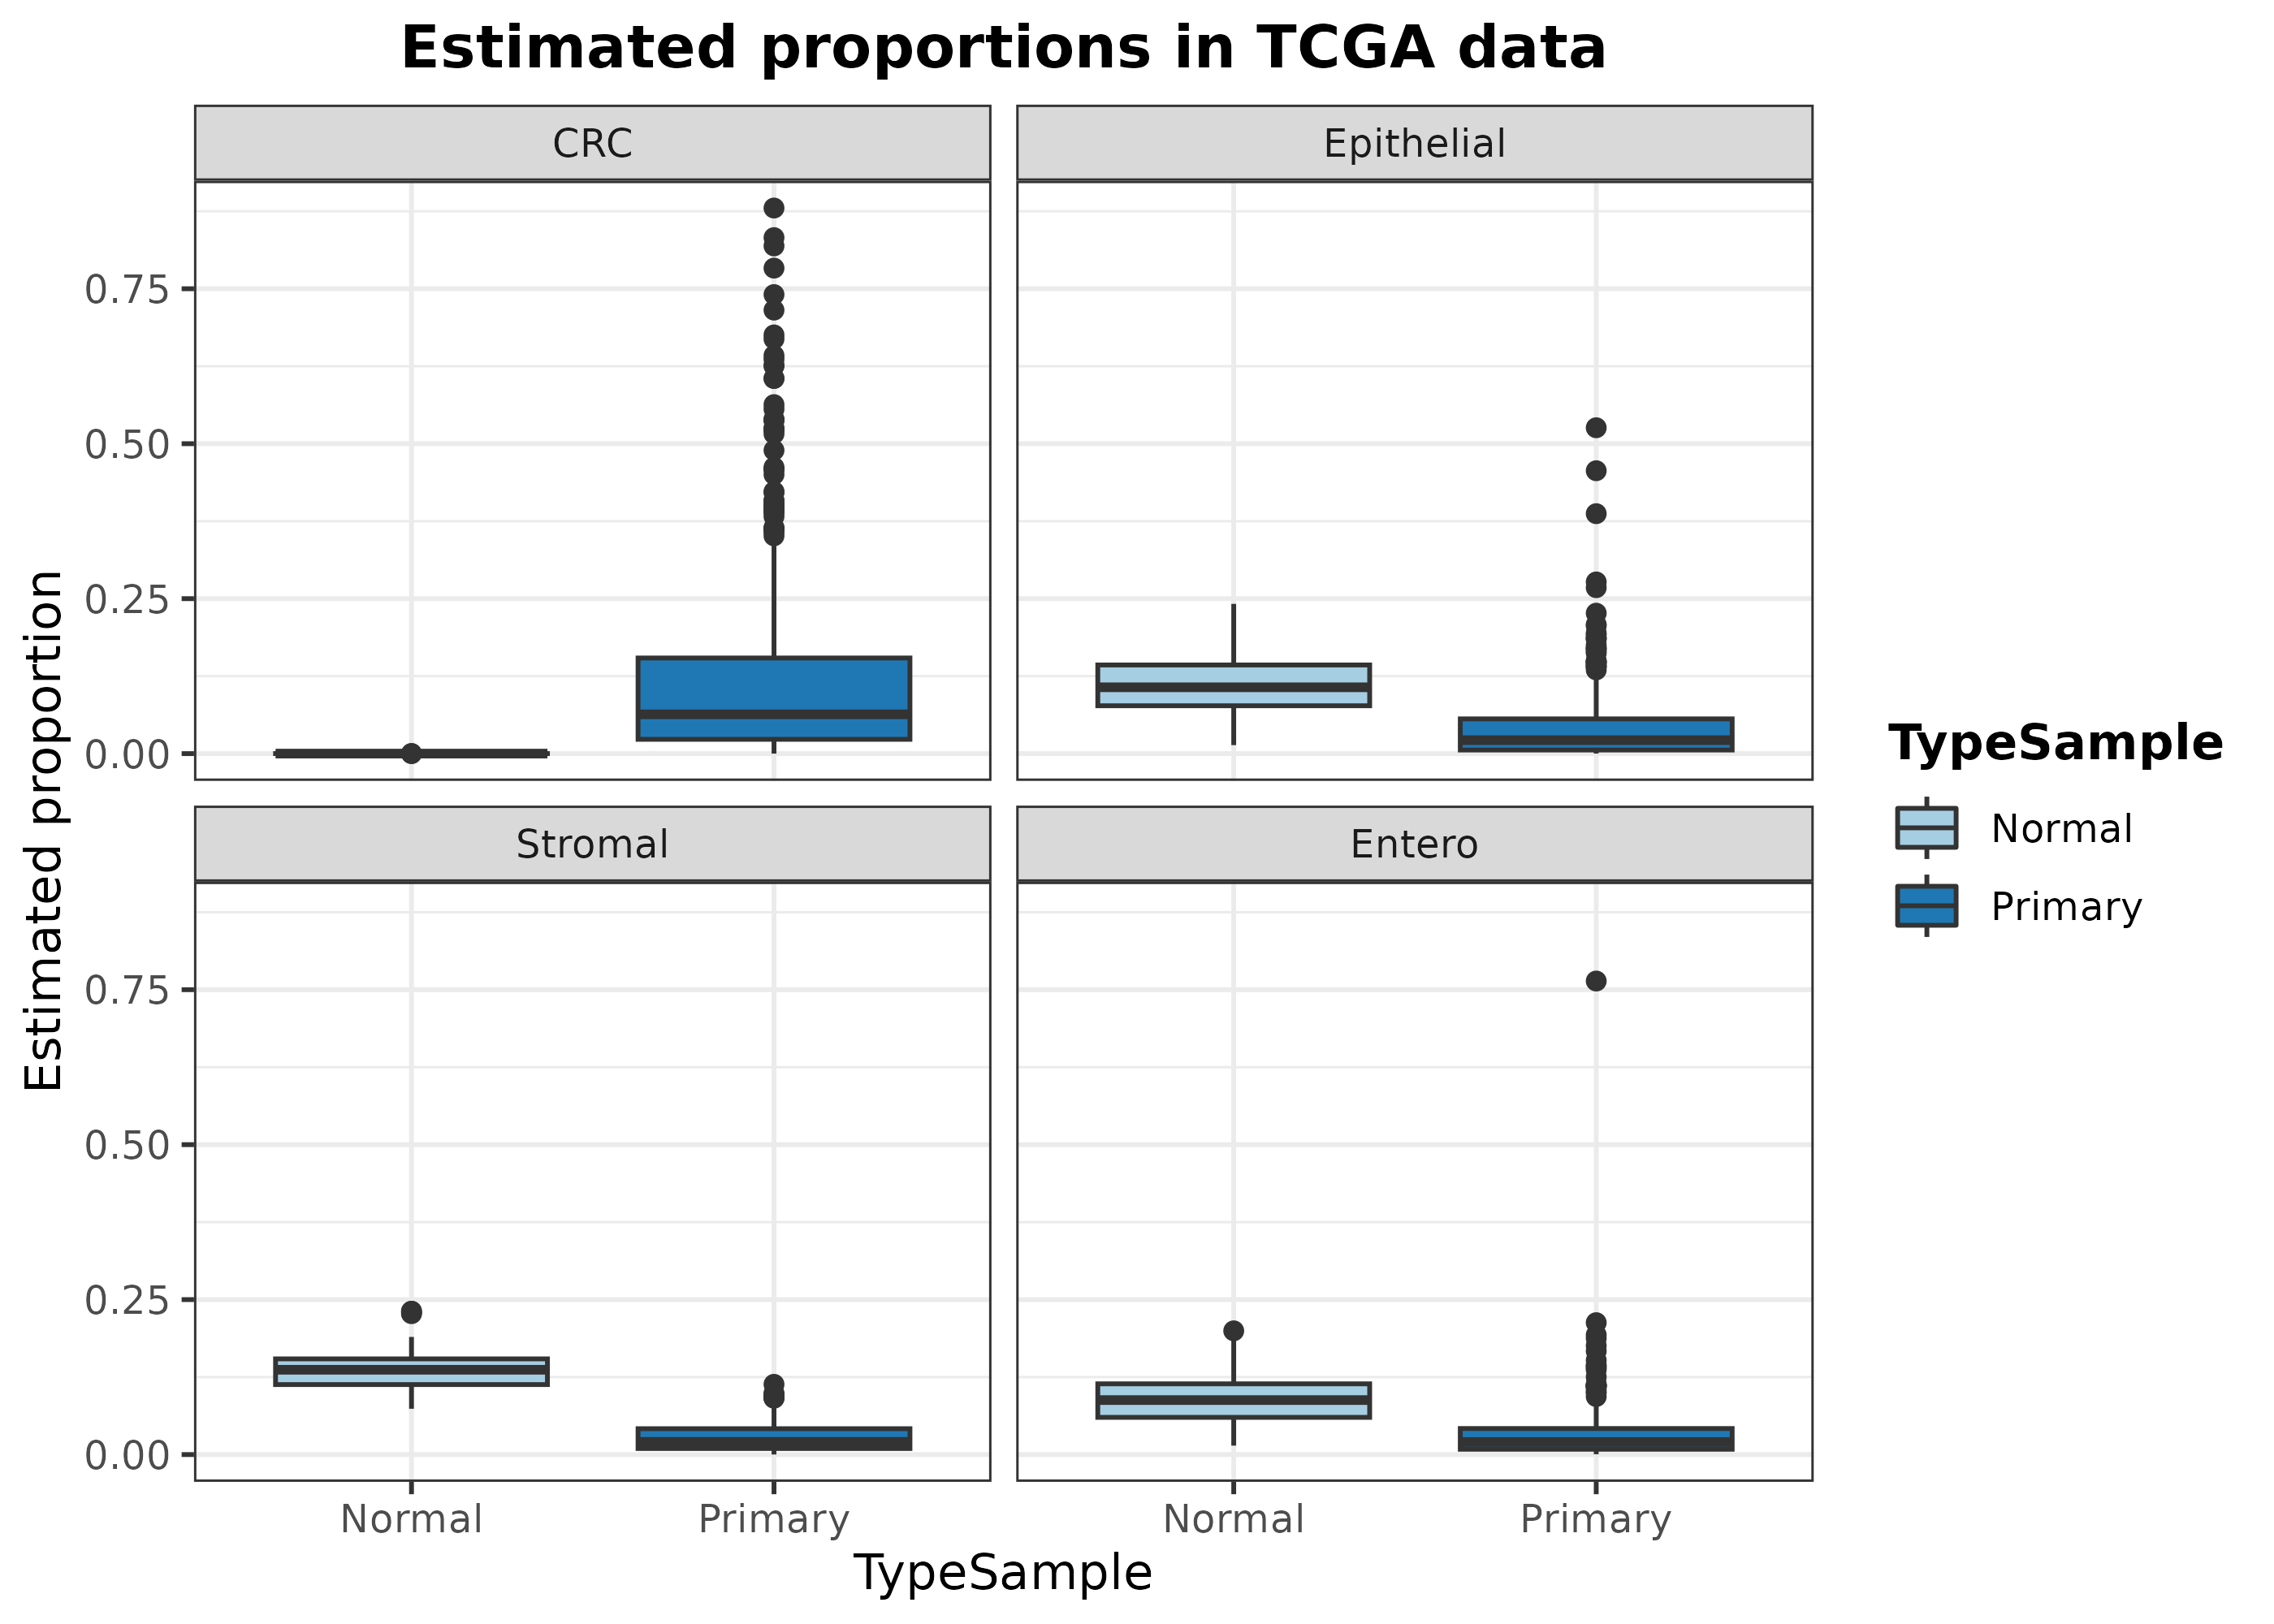 Estimated proportions in TCGA data
CRC
Epithelial
0.75
0.50
0.25
0.00
Stromal
Entero
0.75
0.50
0.25
0.00
Normal
Primary
Normal
Primary
TypeSample
Estimated proportion
TypeSample
Normal
Primary